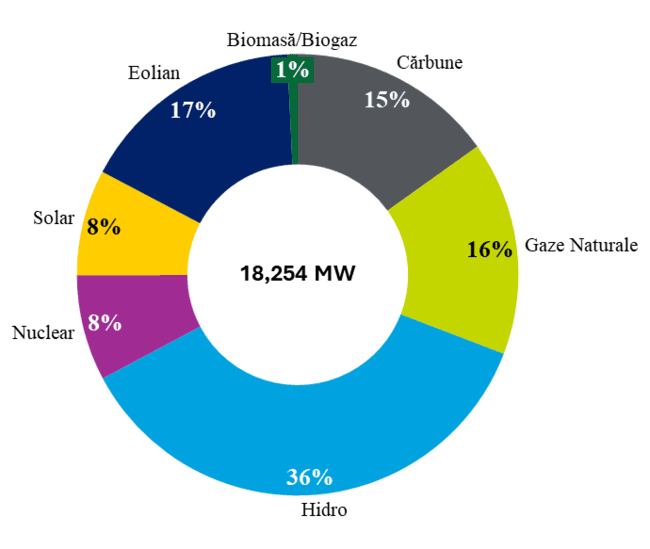 Biomasă/Biogaz
1%
Cărbune
15%
Eolian
17%
Solar
8%
Gaze Naturale
16%
18,254 MW
Nuclear
8%
36%
Hidro